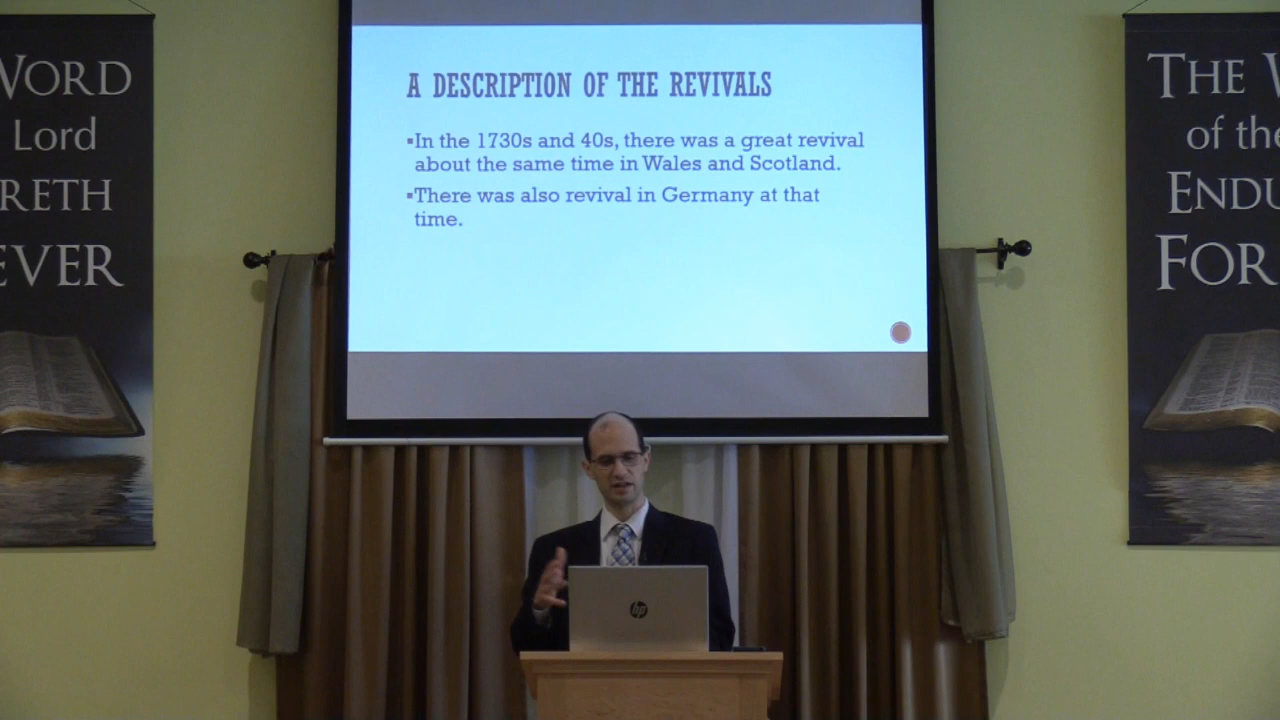 A DESCRIPTION OF THE REVIVALS
▪In the 1730s and 40s, there was a great revival
about the same time in Wales and Scotland.
▪There was also revival in Germany at that
time.
WORD
Lord
RETH
EVER
THE W
of the
ENDU
FOR
hp